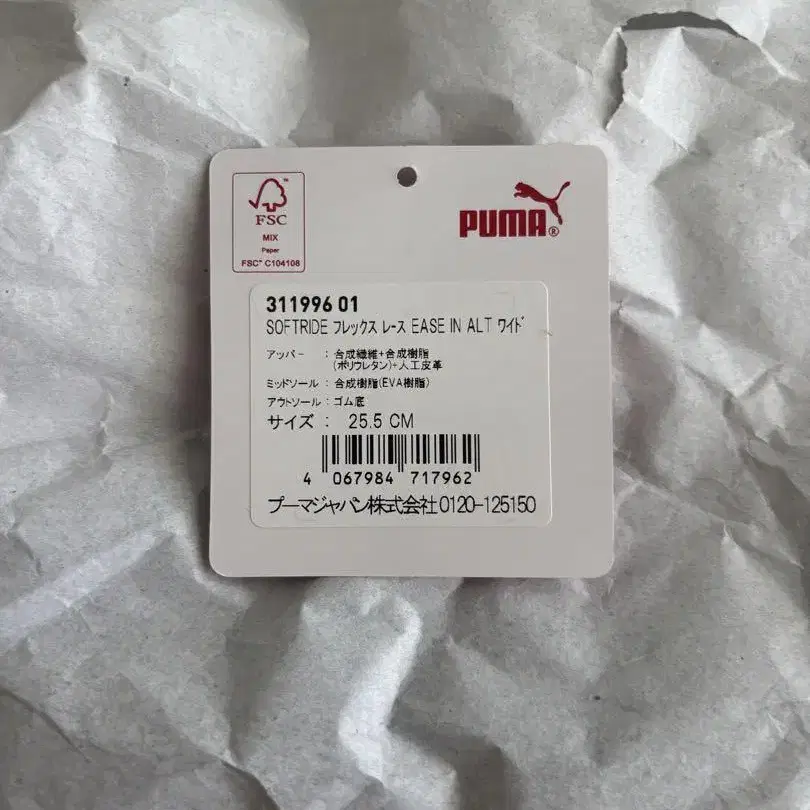 FSC
MIX
Paper
FSC™ C104108
PUMA®
311996 01
SOFTRIDE フレックス レース EASE IN ALT ワイド
アッパー : 合成繊維+合成樹脂
(ポリウレタン)+人工皮革
ミッドソール : 合成樹脂(EVA樹脂)
アウトソール : ゴム底
サイズ : 25.5 CM
4 067984 717962
プーマジャパン株式会社0120-125150